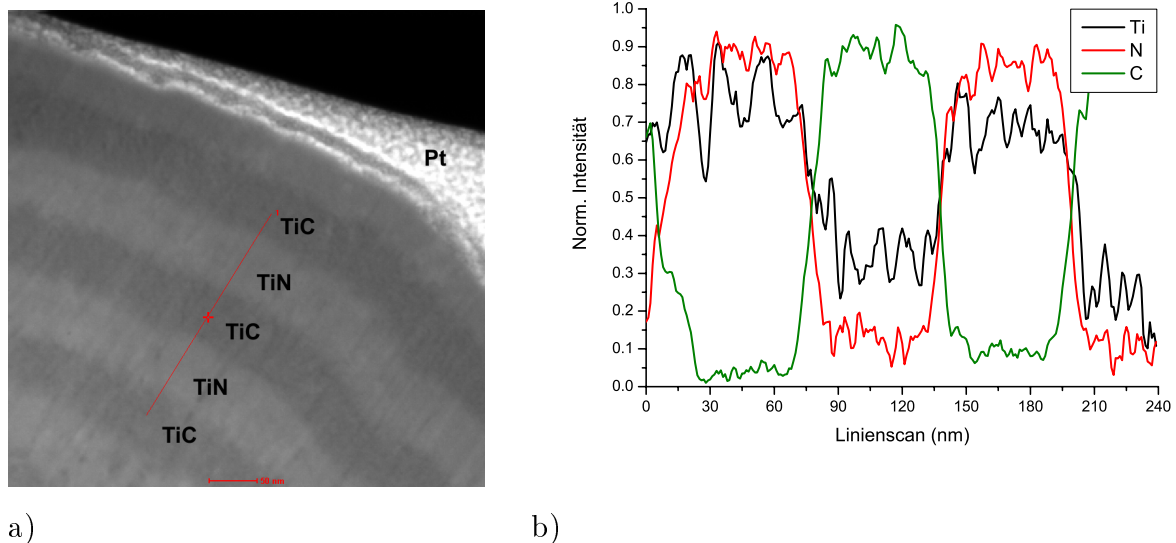 Pt
TiC
TiN
TiC
TiN
TiC
50 nm
a)
Norm. Intensität
1.0
0.9
0.8
0.7
0.6
0.5
0.4
0.3
0.2
0.1
0.0
0 30 60 90 120 150 180 210 240
Linienscan (nm)
Ti
N
C
b)